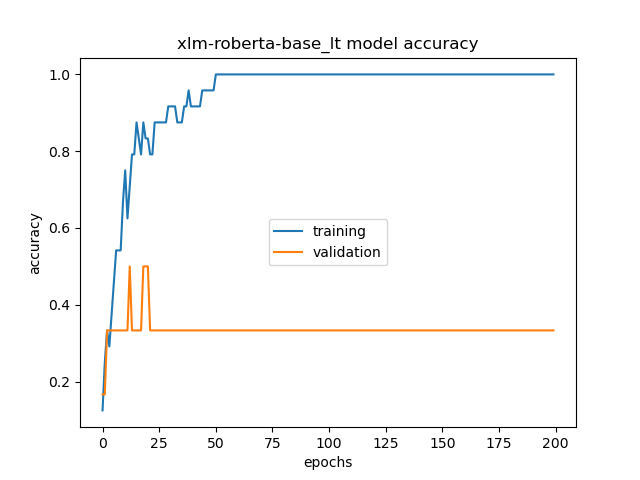 xlm-roberta-base_lt model accuracy
1.0
0.8
0.6
0.4
0.2
accuracy
training
validation
0 25 50 75 100 125 150 175 200
epochs